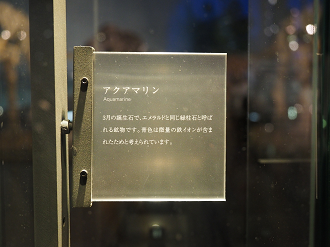 アクアマリン
Aquamarine
3月の誕生石で、エメラルドと同じ緑柱石と呼ば
れる鉱物です。青色は微量の鉄イオンが含ま
れたためと考えられています。